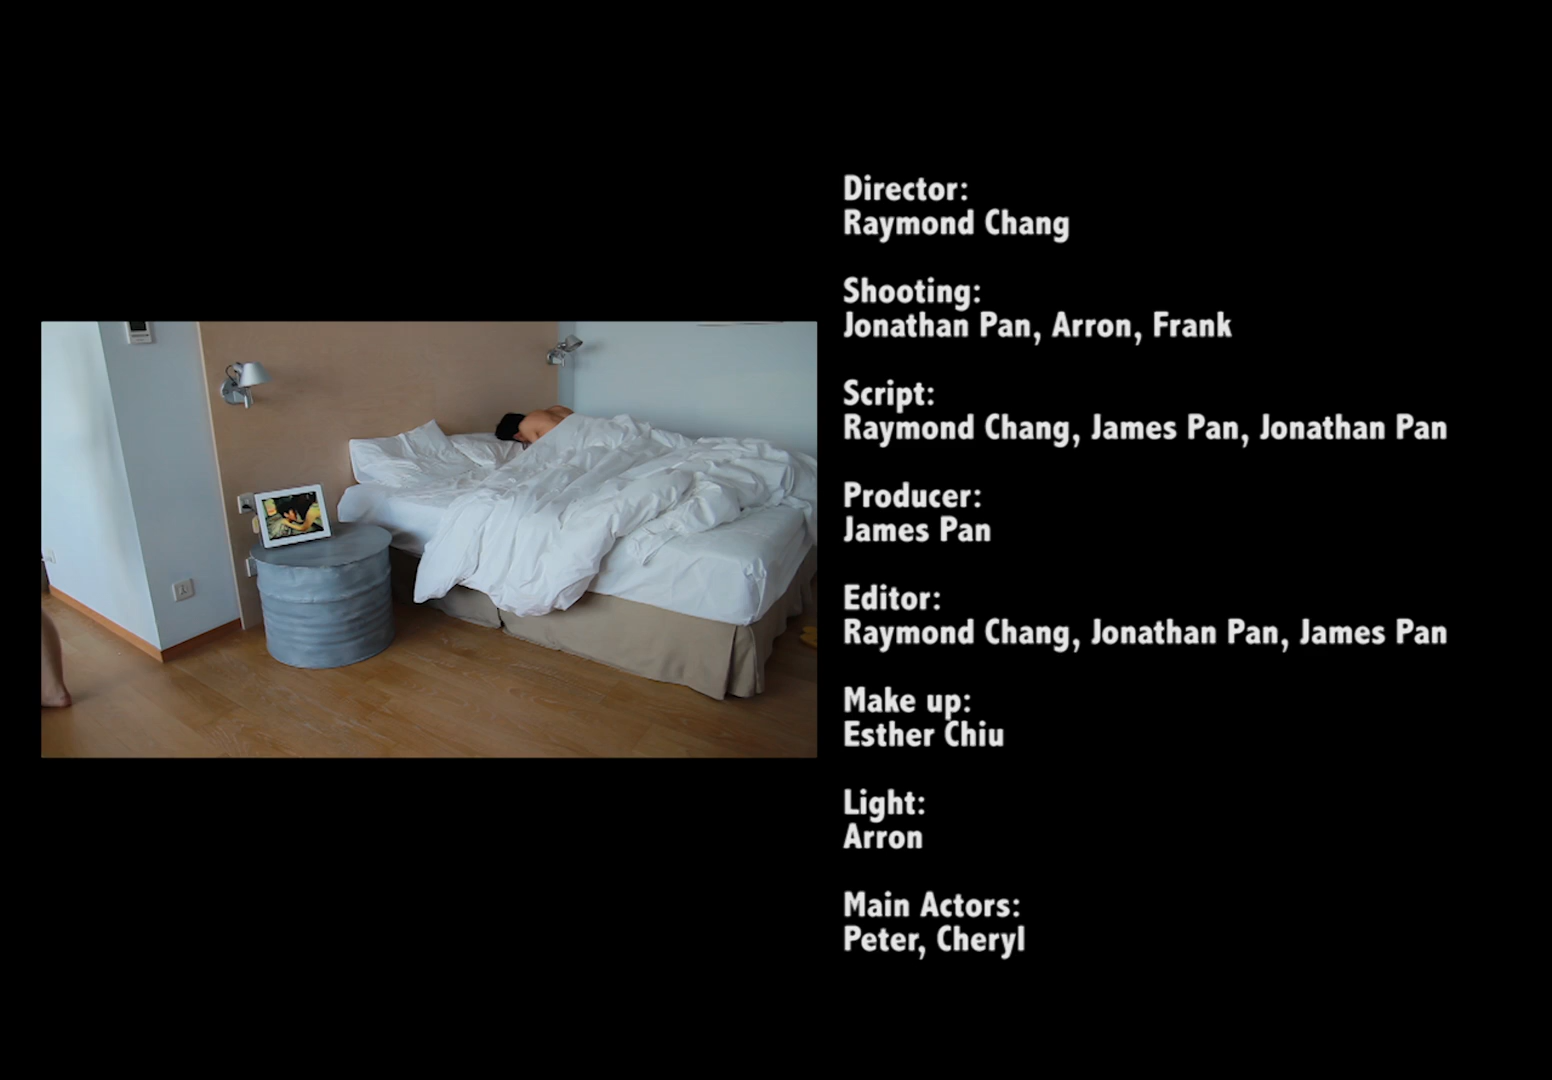 Director:
Raymond Chang
Shooting:
Jonathan Pan, Arron, Frank
Script:
Raymond Chang, James Pan, Jonathan Pan
Producer:
James Pan
Editor:
Raymond Chang, Jonathan Pan, James Pan
Make up:
Esther Chiu
Light:
Arron
Main Actors:
Peter, Cheryl